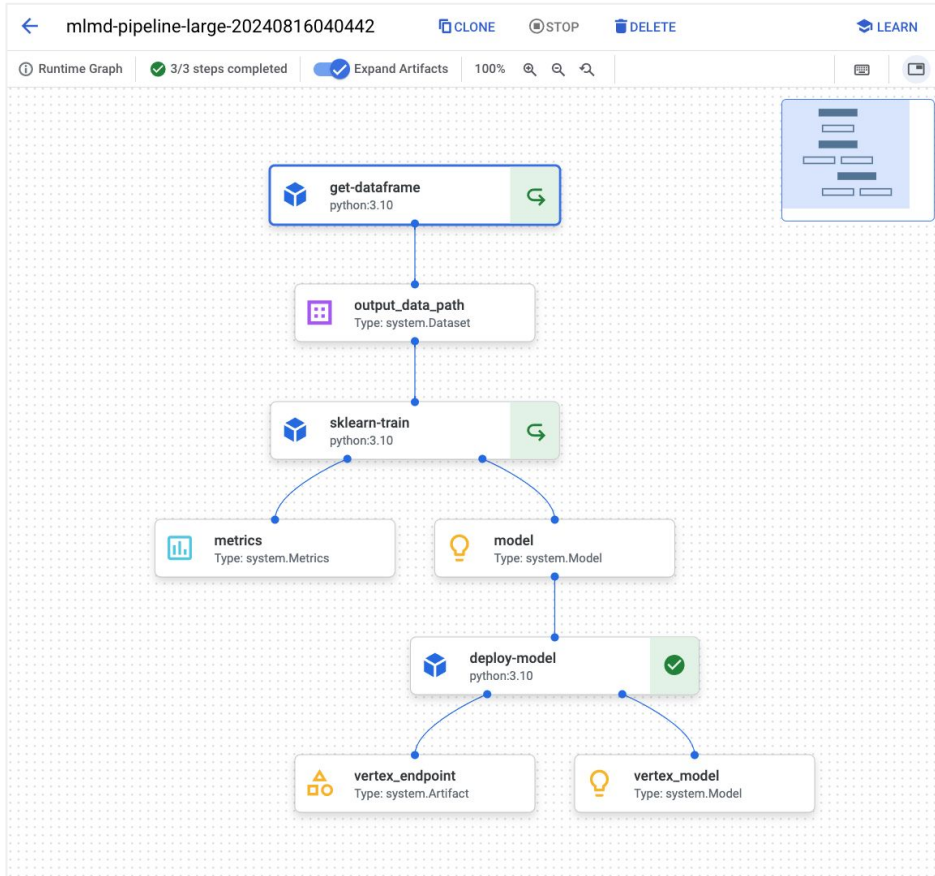 mlmd-pipeline-large-20240816040442 CLONE STOP DELETE LEARN
Runtime Graph 3/3 steps completed Expand Artifacts 100%
get-dataframe
python:3.10
output_data_path
Type: system.Dataset
sklearn-train
python:3.10
metrics
Type: system.Metrics
model
Type: system.Model
deploy-model
python:3.10
vertex_endpoint
Type: system.Artifact
vertex_model
Type: system.Model